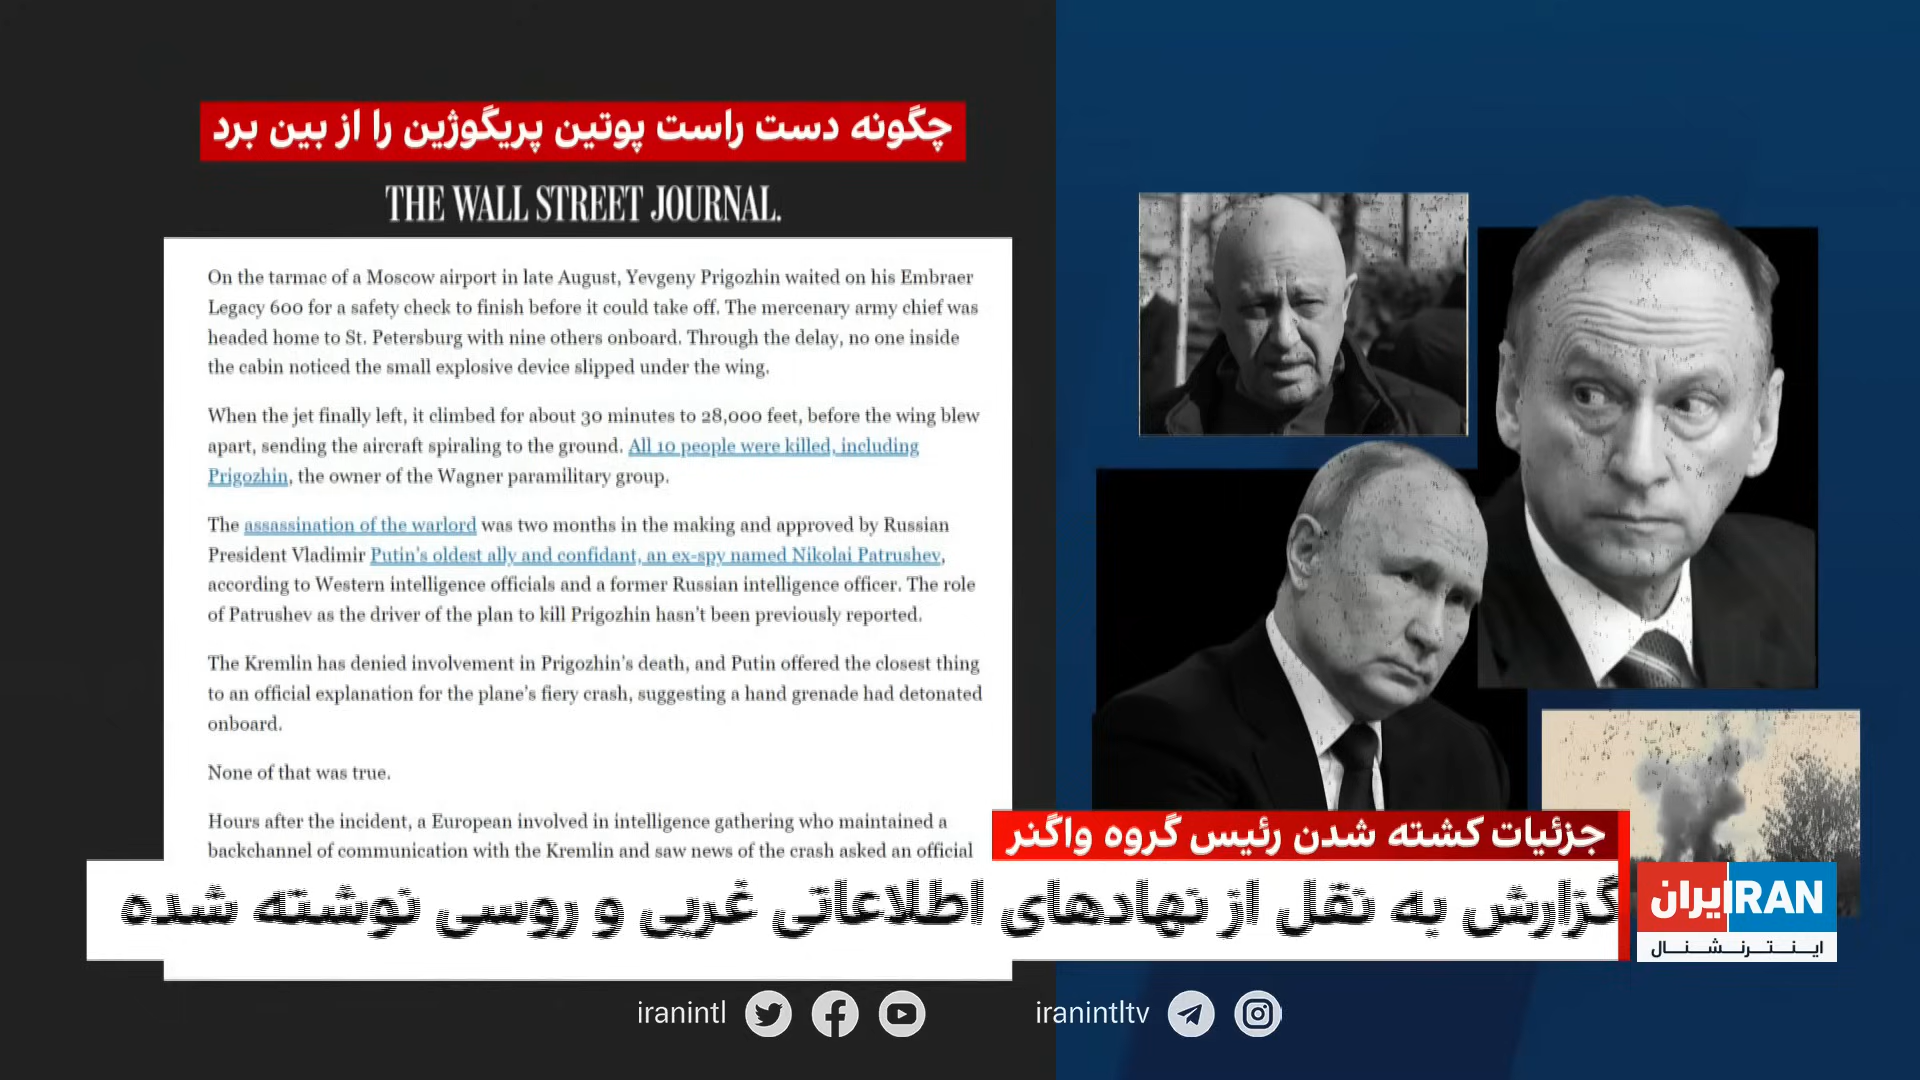 چگونه دست راست پوتین پریگوژین را از بین برد
THE WALL STREET JOURNAL.
On the tarmac of a Moscow airport in late August, Yevgeny Prigozhin waited on his Embraer
Legacy 600 for a safety check to finish before it could take off. The mercenary army chief was
headed home to St. Petersburg with nine others onboard. Through the delay, no one inside
the cabin noticed the small explosive device slipped under the wing.
When the jet finally left, it climbed for about 30 minutes to 28,000 feet, before the wing blew
apart, sending the aircraft spiraling to the ground. All 10 people were killed, including
Prigozhin, the owner of the Wagner paramilitary group.
The assassination of the warlord was two months in the making and approved by Russian
President Vladimir Putin's oldest ally and confidant, an ex-spy named Nikolai Patrushev,
according to Western intelligence officials and a former Russian intelligence officer. The role
of Patrushev as the driver of the plan to kill Prigozhin hasn't been previously reported.
The Kremlin has denied involvement in Prigozhin's death, and Putin offered the closest thing
to an official explanation for the plane's fiery crash, suggesting a hand grenade had detonated
onboard.
None of that was true.
Hours after the incident, a European involved in intelligence gathering who maintained a
backchannel of communication with the Kremlin and saw news of the crash asked an official
جزئیات کشته شدن رئیس گروه واگنر
گزارش به نقل از نهادهای اطلاعاتی غربی و روسی نوشته شده
ایران IRAN
اینترنشنال
iranintl
iranintltv